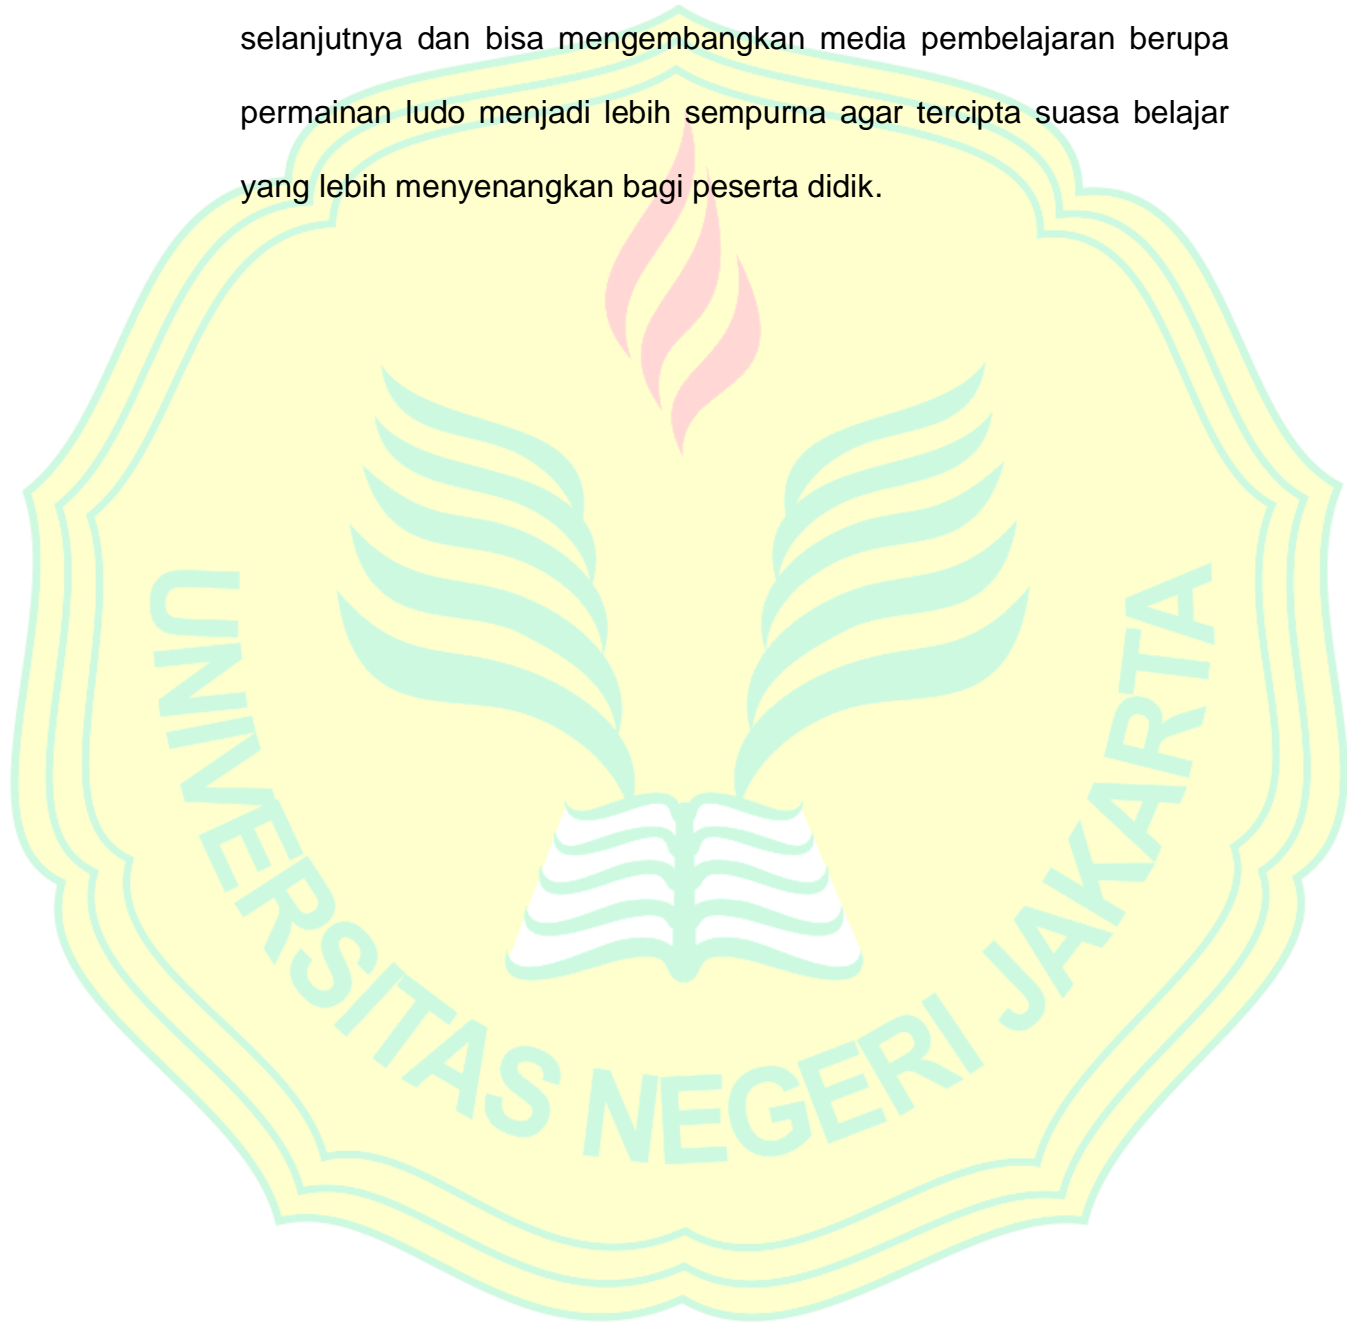 selanjutnya dan bisa mengembangkan media pembelajaran berupa
permainan ludo menjadi lebih sempurna agar tercipta suasa belajar
yang lebih menyenangkan bagi peserta didik.
UNIVERSITAS NEGERI JAKARTA